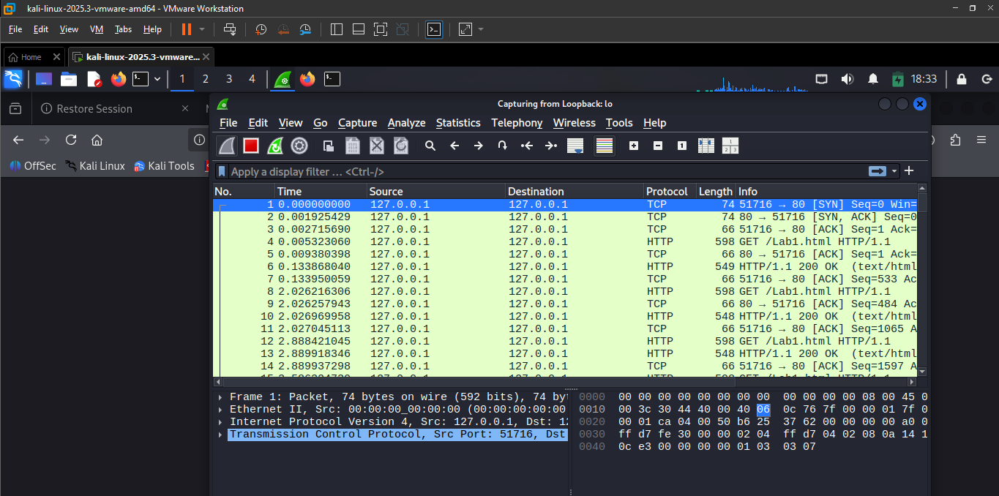 kali-linux-2025.3-vmware-amd64 - VMware Workstation
File Edit View VM Tabs Help
Home kali-linux-2025.3-vmware...
1 2 3 4 18:33
Restore Session
Capturing from Loopback: lo
File Edit View Go Capture Analyze Statistics Telephony Wireless Tools Help
OffSec Kali Linux Kali Tools
Apply a display filter ... <Ctrl-/>
No. Time Source Destination Protocol Length Info
1 0.000000000 127.0.0.1 127.0.0.1 TCP 74 51716 → 80 [SYN] Seq=0 Win=
2 0.001925429 127.0.0.1 127.0.0.1 TCP 74 80 → 51716 [SYN, ACK] Seq=0
3 0.002715690 127.0.0.1 127.0.0.1 TCP 66 51716 → 80 [ACK] Seq=1 Ack=
4 0.005323060 127.0.0.1 127.0.0.1 HTTP 598 GET /Lab1.html HTTP/1.1
5 0.009380398 127.0.0.1 127.0.0.1 TCP 66 80 → 51716 [ACK] Seq=1 Ack=
6 0.133868040 127.0.0.1 127.0.0.1 HTTP 549 HTTP/1.1 200 OK (text/html
7 0.133950059 127.0.0.1 127.0.0.1 TCP 66 51716 → 80 [ACK] Seq=533 Ac
8 2.026216306 127.0.0.1 127.0.0.1 HTTP 598 GET /Lab1.html HTTP/1.1
9 2.026257943 127.0.0.1 127.0.0.1 TCP 66 80 → 51716 [ACK] Seq=484 Ac
10 2.026969958 127.0.0.1 127.0.0.1 HTTP 548 HTTP/1.1 200 OK (text/html
11 2.027045113 127.0.0.1 127.0.0.1 TCP 66 51716 → 80 [ACK] Seq=1065 A
12 2.888421045 127.0.0.1 127.0.0.1 HTTP 598 GET /Lab1.html HTTP/1.1
13 2.889918346 127.0.0.1 127.0.0.1 HTTP 548 HTTP/1.1 200 OK (text/html
14 2.889937298 127.0.0.1 127.0.0.1 TCP 66 51716 → 80 [ACK] Seq=1597 A
Frame 1: Packet, 74 bytes on wire (592 bits), 74 by
Ethernet II, Src: 00:00:00_00:00:00 (00:00:00:00:00
Internet Protocol Version 4, Src: 127.0.0.1, Dst: 12
Transmission Control Protocol, Src Port: 51716, Dst
0000 00 00 00 00 00 00 00 00 00 00 00 00 08 00 45 0
0010 00 3c 30 44 40 00 40 06 0c 76 7f 00 00 01 7f 0
0020 00 01 ca 04 00 50 b6 25 37 62 00 00 00 00 a0 0
0030 ff d7 fe 30 00 00 02 04 ff d7 04 02 08 0a 14 1
0040 0c e3 00 00 00 00 01 03 03 07